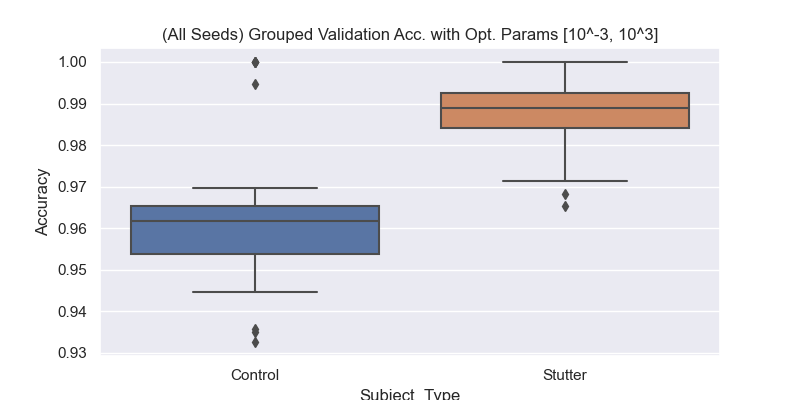 (All Seeds) Grouped Validation Acc. with Opt. Params [10^-3, 10^3]
1.00
0.99
0.98
0.97
0.96
0.95
0.94
0.93
Accuracy
Control Stutter
Subject_Type